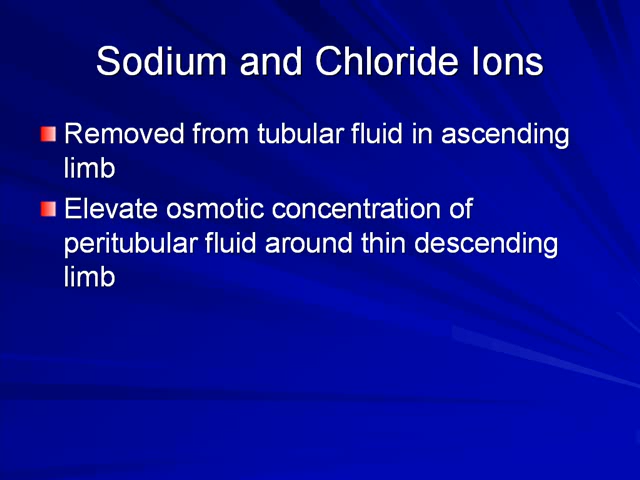 Sodium and Chloride Ions
Removed from tubular fluid in ascending
limb
Elevate osmotic concentration of
peritubular fluid around thin descending
limb